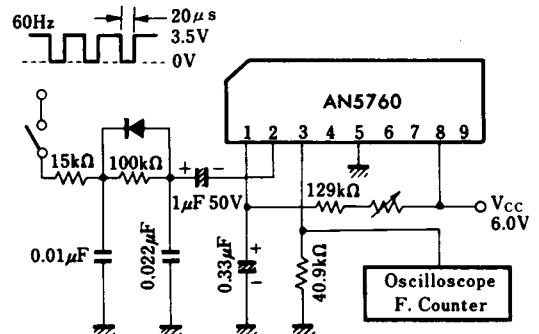 20μs
60Hz
3.5V
0V
AN5760
1 2 3 4 5 6 7 8 9
15kΩ
100kΩ
+ -
1μF 50V
129kΩ
VCC
6.0V
0.01μF
0.022μF
0.33μF
+
-
40.9kΩ
Oscilloscope
F. Counter